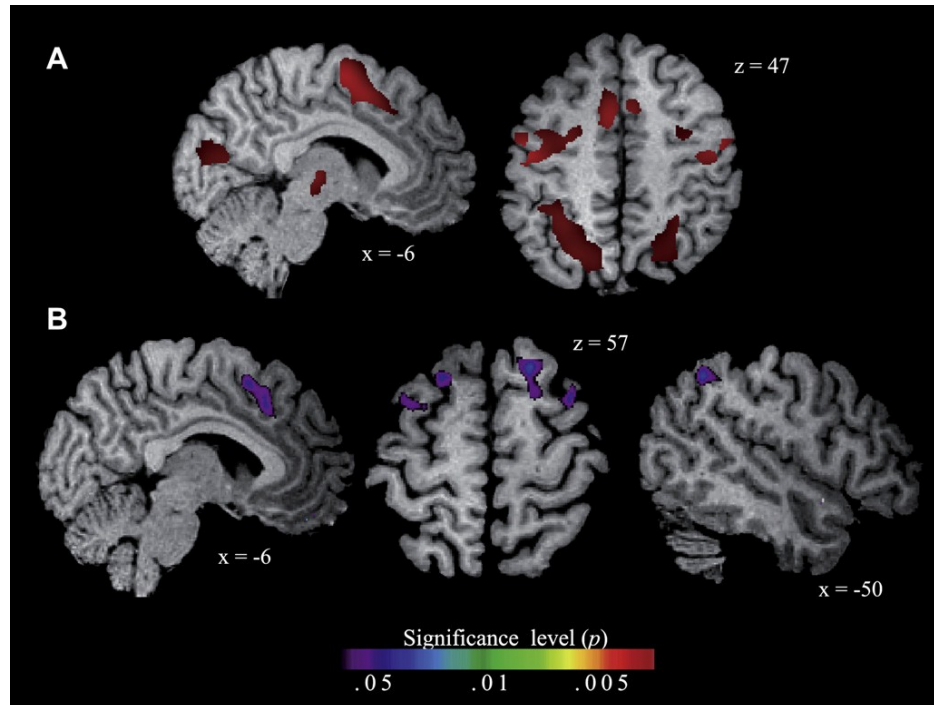 A
z = 47
x = -6
B
z = 57
x = -6
x = -50
Significance level (p)
.05 .01 .005